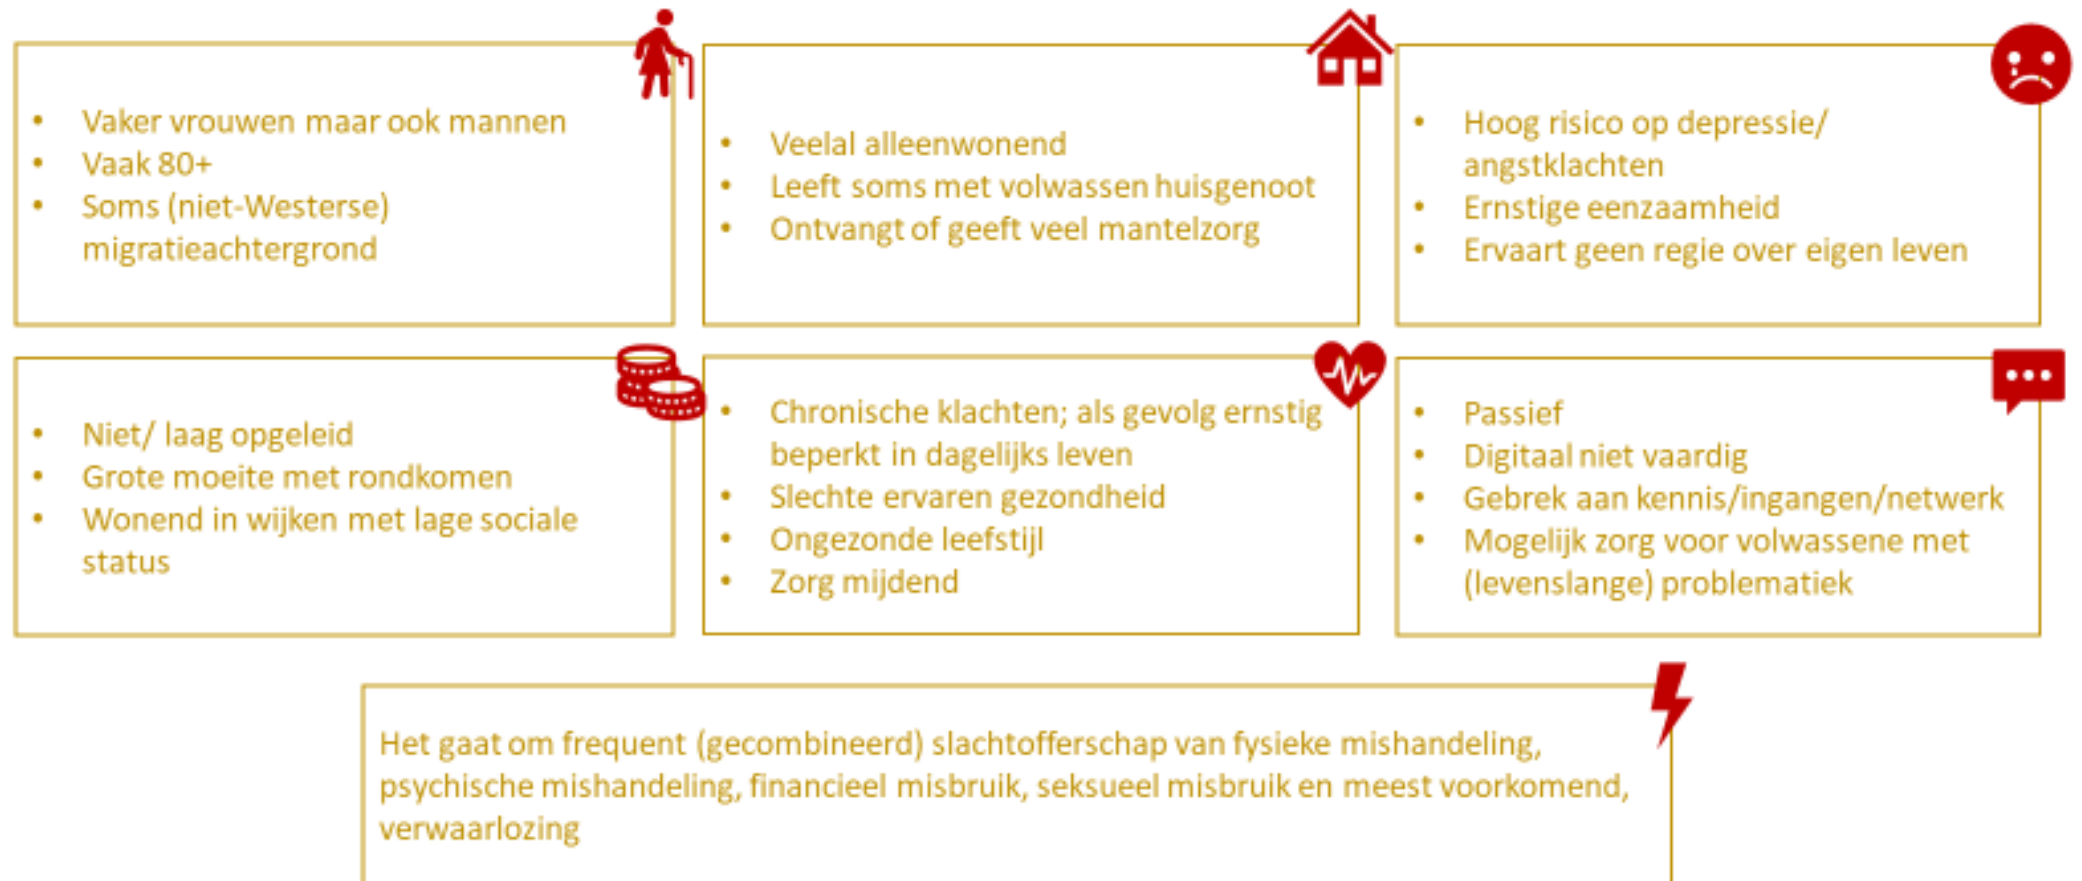 • Vaker vrouwen maar ook mannen
• Vaak 80+
• Soms (niet-Westerse)
migratieachtergrond
• Veelal alleenwonend
• Leeft soms met volwassen huisgenoot
• Ontvangt of geeft veel mantelzorg
• Hoog risico op depressie/
angstklachten
• Ernstige eenzaamheid
• Ervaart geen regie over eigen leven
• Niet/ laag opgeleid
• Grote moeite met rondkomen
• Wonend in wijken met lage sociale
status
• Chronische klachten; als gevolg ernstig
beperkt in dagelijks leven
• Slechte ervaren gezondheid
• Ongezonde leefstijl
• Zorg mijdend
• Passief
• Digitaal niet vaardig
• Gebrek aan kennis/ingangen/netwerk
• Mogelijk zorg voor volwassene met
(levenslange) problematiek
Het gaat om frequent (gecombineerd) slachtofferschap van fysieke mishandeling,
psychische mishandeling, financieel misbruik, seksueel misbruik en meest voorkomend,
verwaarlozing